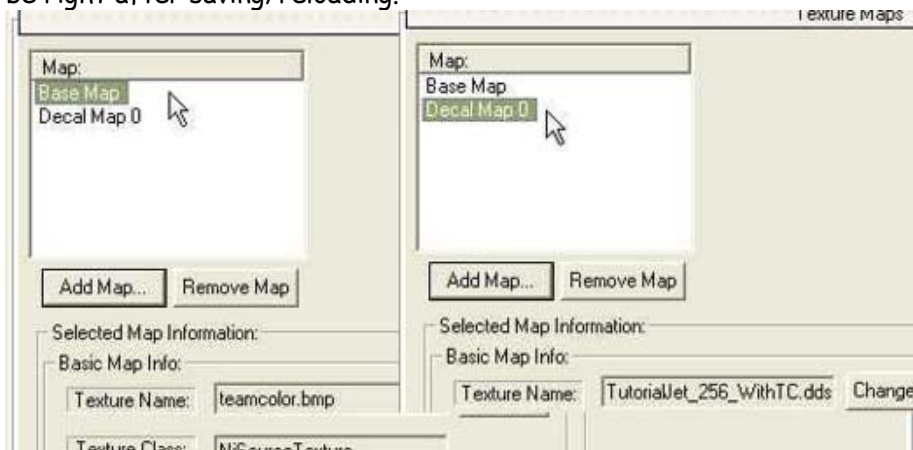 be right after saving/reloading.
Texture Maps
Map:
Base Map
Decal Map 0
Add Map...
Remove Map
Selected Map Information:
Basic Map Info:
Texture Name:
teamcolor.bmp
Texture Class:
NiSourceTexture
Map:
Base Map
Decal Map 0
Add Map...
Remove Map
Selected Map Information:
Basic Map Info:
Texture Name:
TutorialJet_256_WithTC.dds
Change